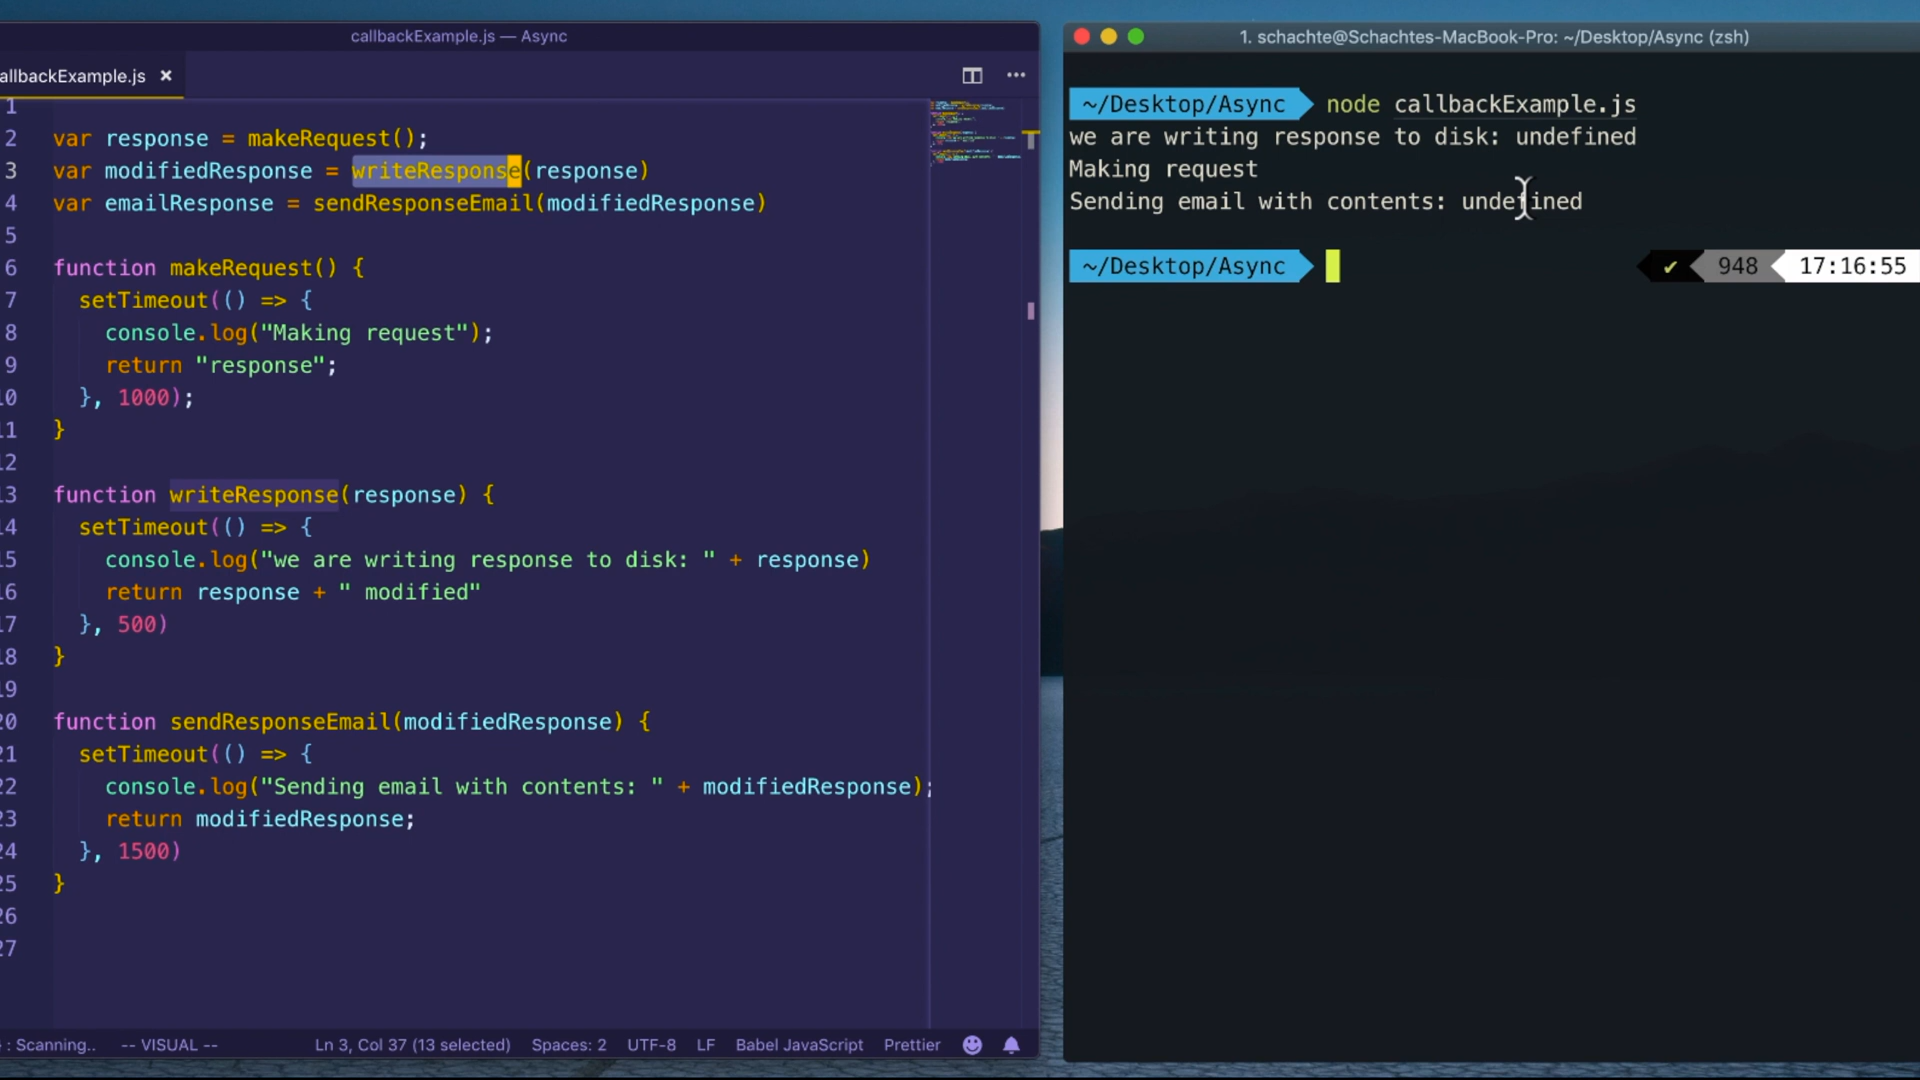 callbackExample.js — Async
allbackExample.js ×
1
2 var response = makeRequest();
3 var modifiedResponse = writeResponse(response)
4 var emailResponse = sendResponseEmail(modifiedResponse)
5
6 function makeRequest() {
7 setTimeout(() => {
8 console.log("Making request");
9 return "response";
10 }, 1000);
11 }
12
13 function writeResponse(response) {
14 setTimeout(() => {
15 console.log("we are writing response to disk: " + response)
16 return response + " modified"
17 }, 500)
18 }
19
20 function sendResponseEmail(modifiedResponse) {
21 setTimeout(() => {
22 console.log("Sending email with contents: " + modifiedResponse);
23 return modifiedResponse;
24 }, 1500)
25 }
26
27
: Scanning.. -- VISUAL -- Ln 3, Col 37 (13 selected) Spaces: 2 UTF-8 LF Babel JavaScript Prettier
1. schachte@Schachtes-MacBook-Pro: ~/Desktop/Async (zsh)
~/Desktop/Async node callbackExample.js
we are writing response to disk: undefined
Making request
Sending email with contents: undefined
~/Desktop/Async ✔ 948 17:16:55